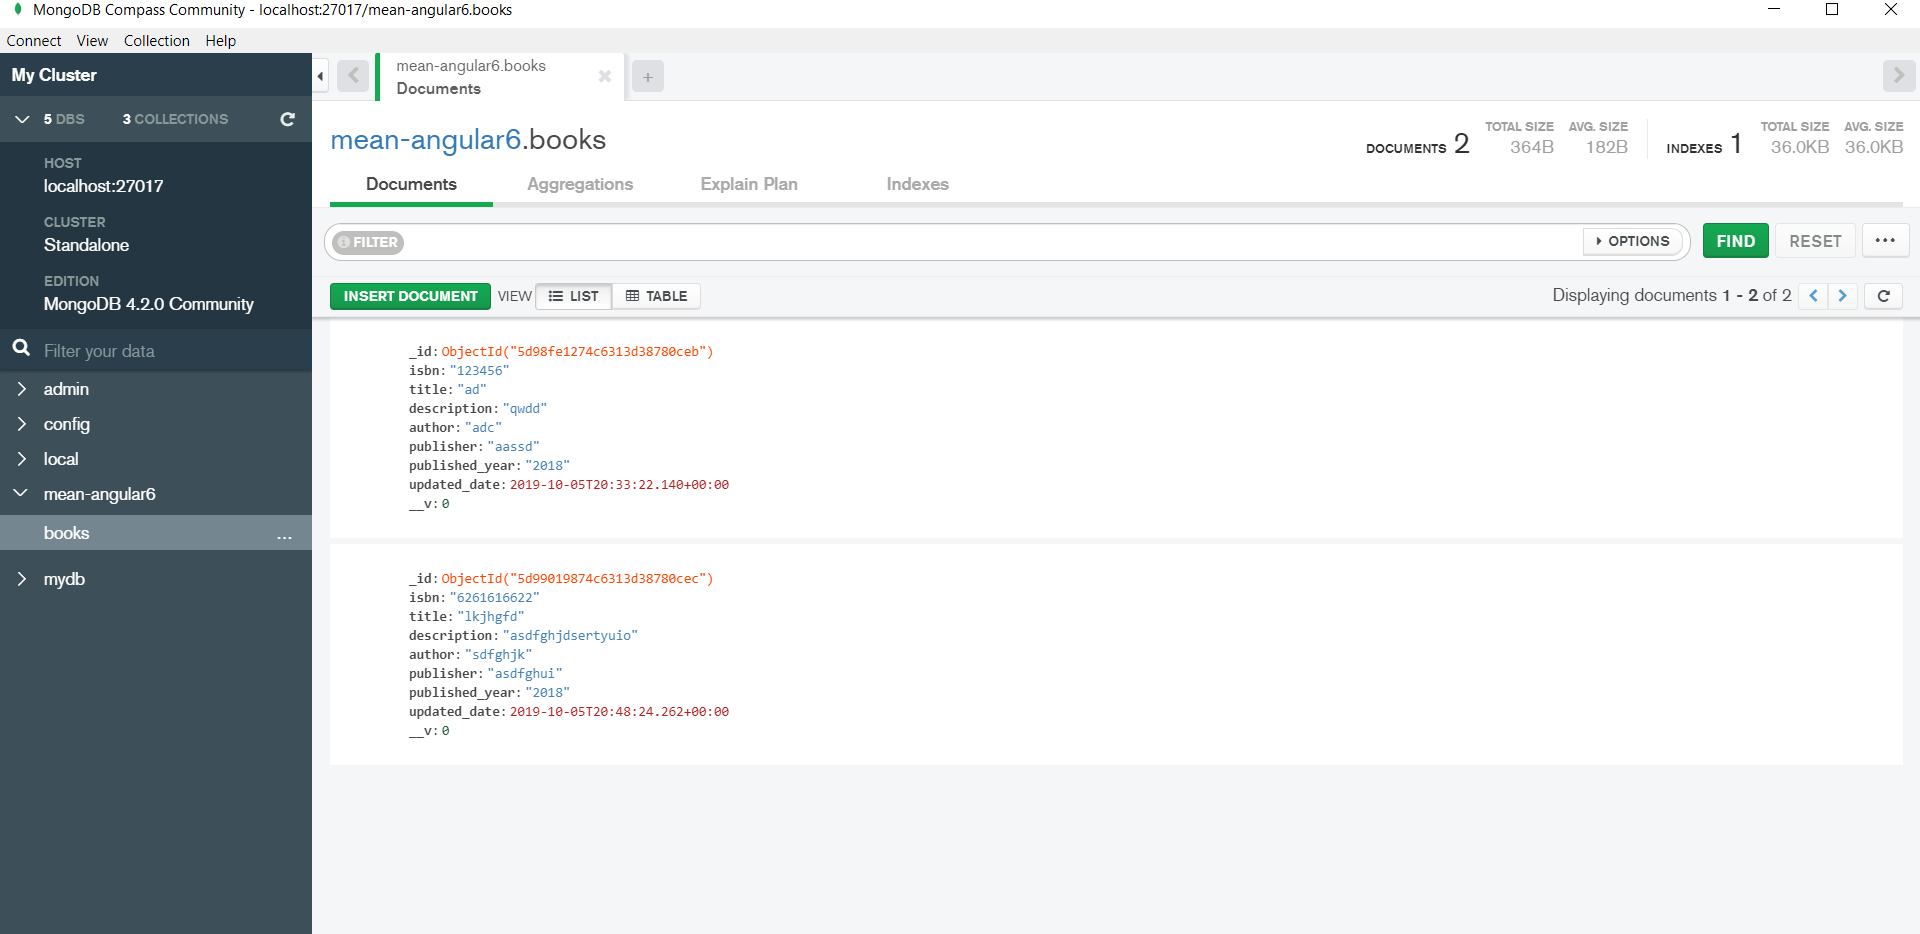 MongoDB Compass Community - localhost:27017/mean-angular6.books
Connect View Collection Help
My Cluster
5 DBS 3 COLLECTIONS
HOST
localhost:27017
CLUSTER
Standalone
EDITION
MongoDB 4.2.0 Community
Filter your data
admin
config
local
mean-angular6
books ...
mydb
mean-angular6.books
Documents
+
mean-angular6.books
DOCUMENTS 2 TOTAL SIZE 364B AVG. SIZE 182B INDEXES 1 TOTAL SIZE 36.0KB AVG. SIZE 36.0KB
Documents Aggregations Explain Plan Indexes
FILTER OPTIONS FIND RESET ...
INSERT DOCUMENT VIEW LIST TABLE Displaying documents 1 - 2 of 2
_id: ObjectId("5d98fe1274c6313d38780ceb")
isbn: "123456"
title: "ad"
description: "qwdd"
author: "adc"
publisher: "aassd"
published_year: "2018"
updated_date: 2019-10-05T20:33:22.140+00:00
__v: 0
_id: ObjectId("5d99019874c6313d38780cec")
isbn: "6261616622"
title: "lkjhgfd"
description: "asdfghjdsertyuio"
author: "sdfghjk"
publisher: "asdfghui"
published_year: "2018"
updated_date: 2019-10-05T20:48:24.262+00:00
__v: 0